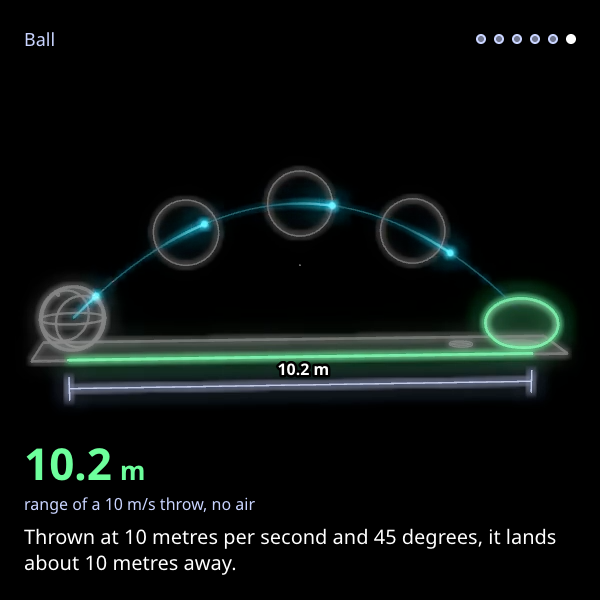 Ball
10.2 m
10.2 m
range of a 10 m/s throw, no air
Thrown at 10 metres per second and 45 degrees, it lands
about 10 metres away.